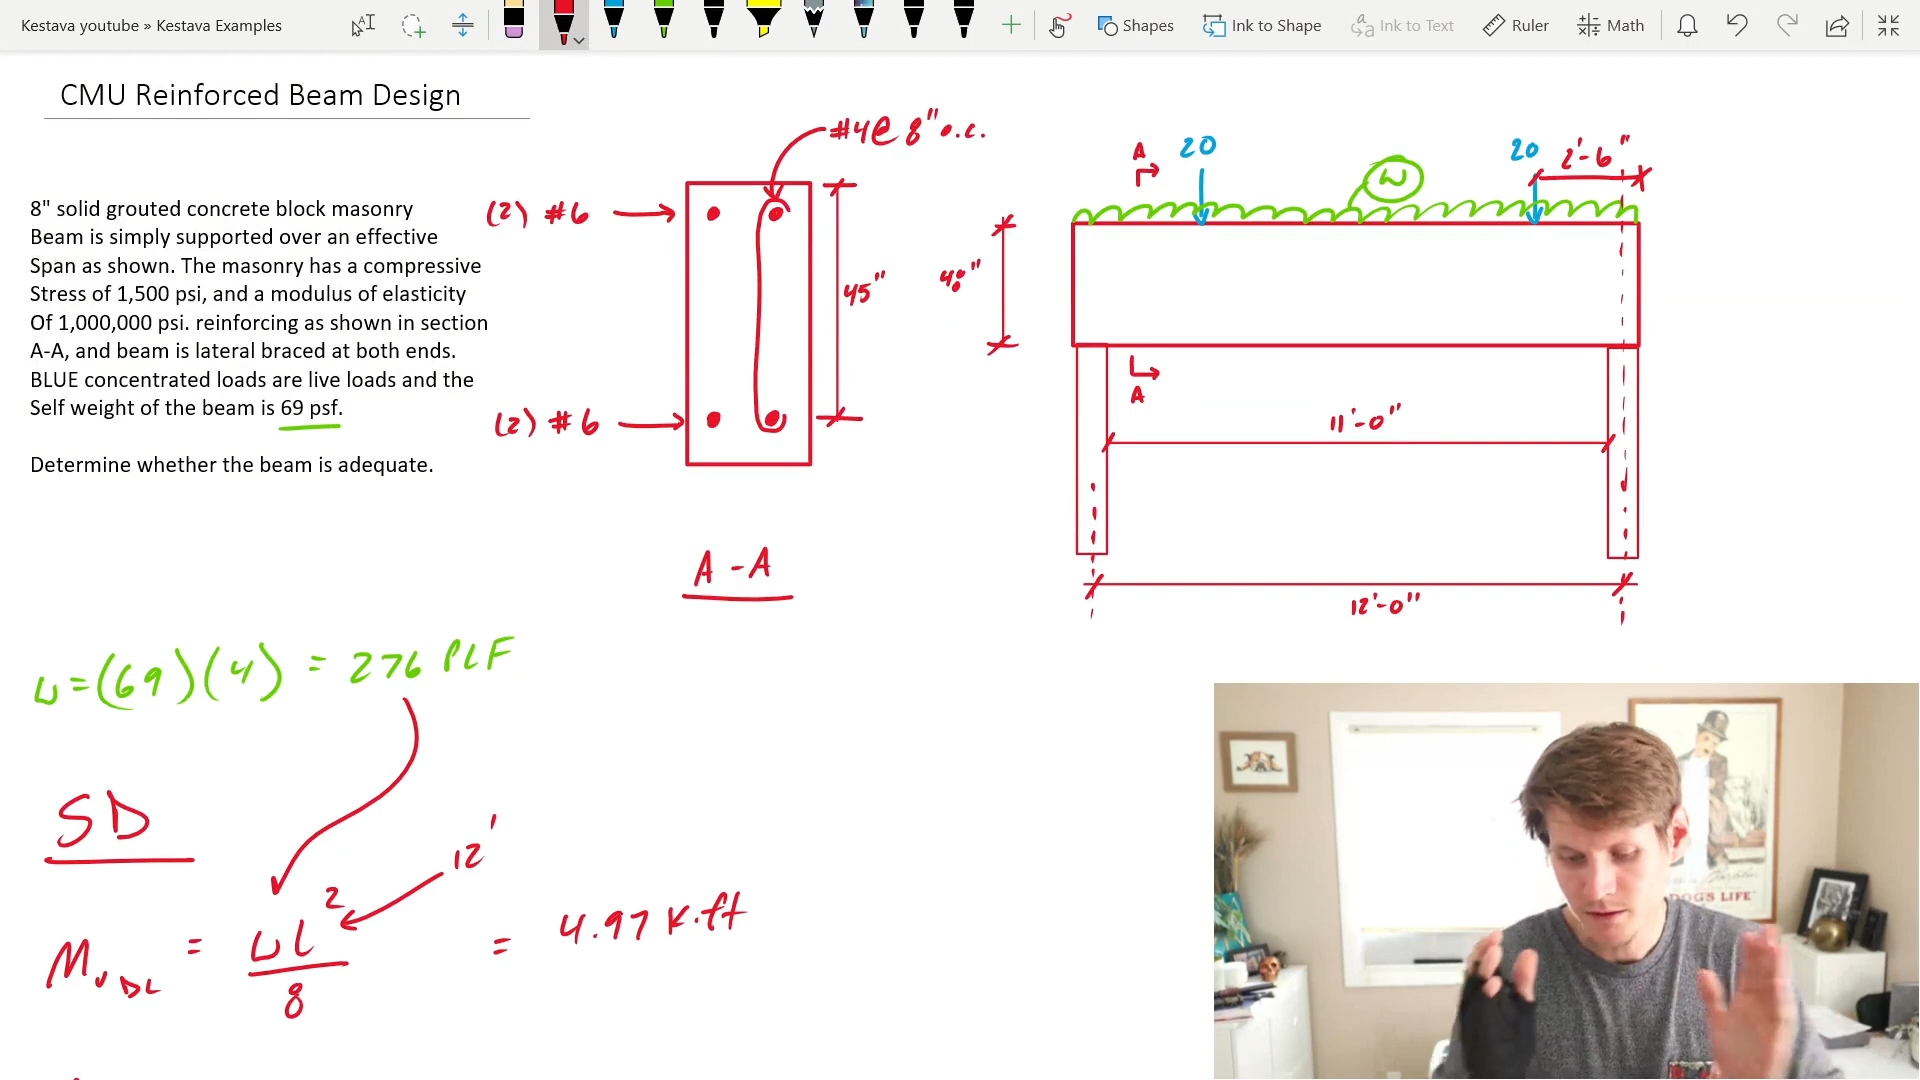 Kestava youtube » Kestava Examples
Shapes
Ink to Shape
Ink to Text
Ruler
Math
CMU Reinforced Beam Design
8" solid grouted concrete block masonry
Beam is simply supported over an effective
Span as shown. The masonry has a compressive
Stress of 1,500 psi, and a modulus of elasticity
Of 1,000,000 psi. reinforcing as shown in section
A-A, and beam is lateral braced at both ends.
BLUE concentrated loads are live loads and the
Self weight of the beam is 69 psf.
Determine whether the beam is adequate.
#4@ 8" o.c.
(2) #6
45"
(2) #6
A-A
A
20
W
20
2'-6"
A
11'-0"
12'-0"
w=(69)(4) = 276 PLF
SD
12'
Mu DL = wl² / 8 = 4.97 K.ft
DOG'S LIFE